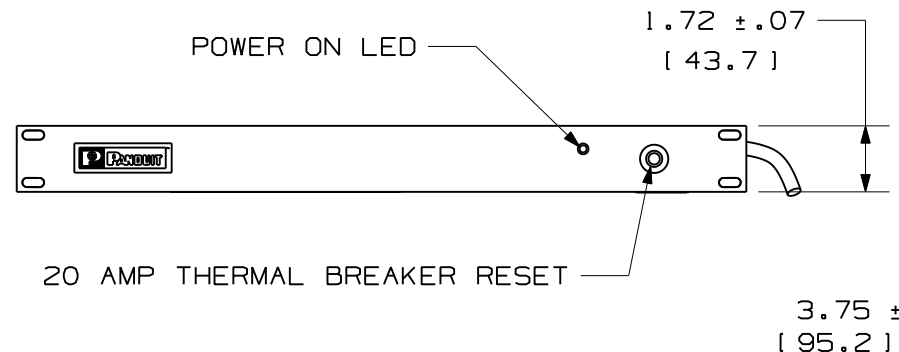 1.72 ±.07
[ 43.7 ]
POWER ON LED
P PANDUIT
20 AMP THERMAL BREAKER RESET
3.75 ±
[ 95.2 ]